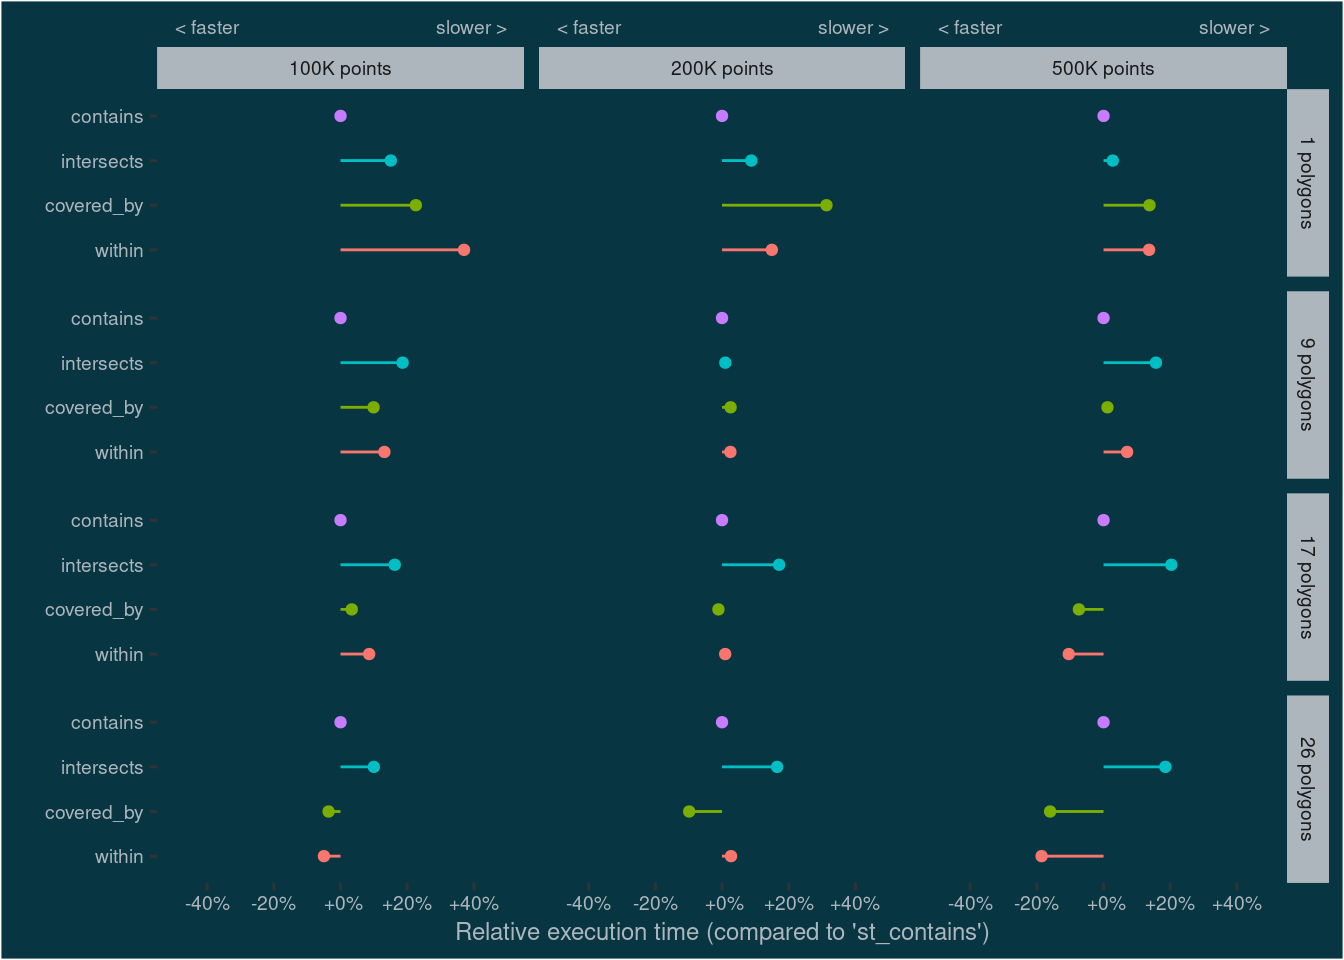 < faster slower > < faster slower > < faster slower >
100K points 200K points 500K points
contains
intersects
covered_by
within
1 polygons
contains
intersects
covered_by
within
9 polygons
contains
intersects
covered_by
within
17 polygons
contains
intersects
covered_by
within
26 polygons
-40% -20% +0% +20% +40% -40% -20% +0% +20% +40% -40% -20% +0% +20% +40%
Relative execution time (compared to 'st_contains')